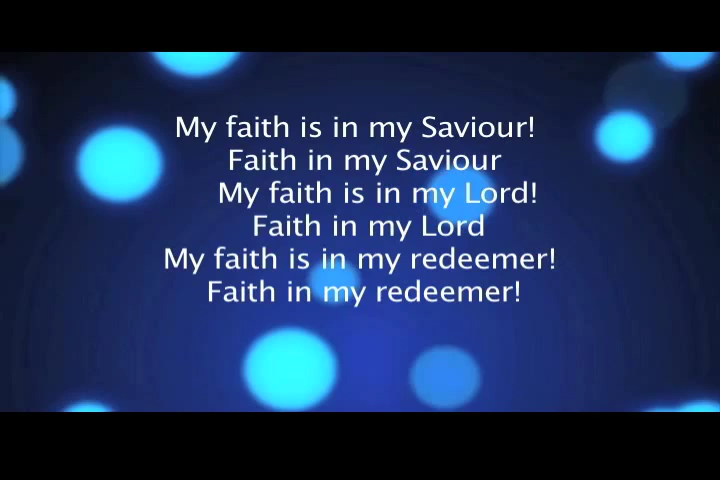 My faith is in my Saviour!
Faith in my Saviour
My faith is in my Lord!
Faith in my Lord
My faith is in my redeemer!
Faith in my redeemer!